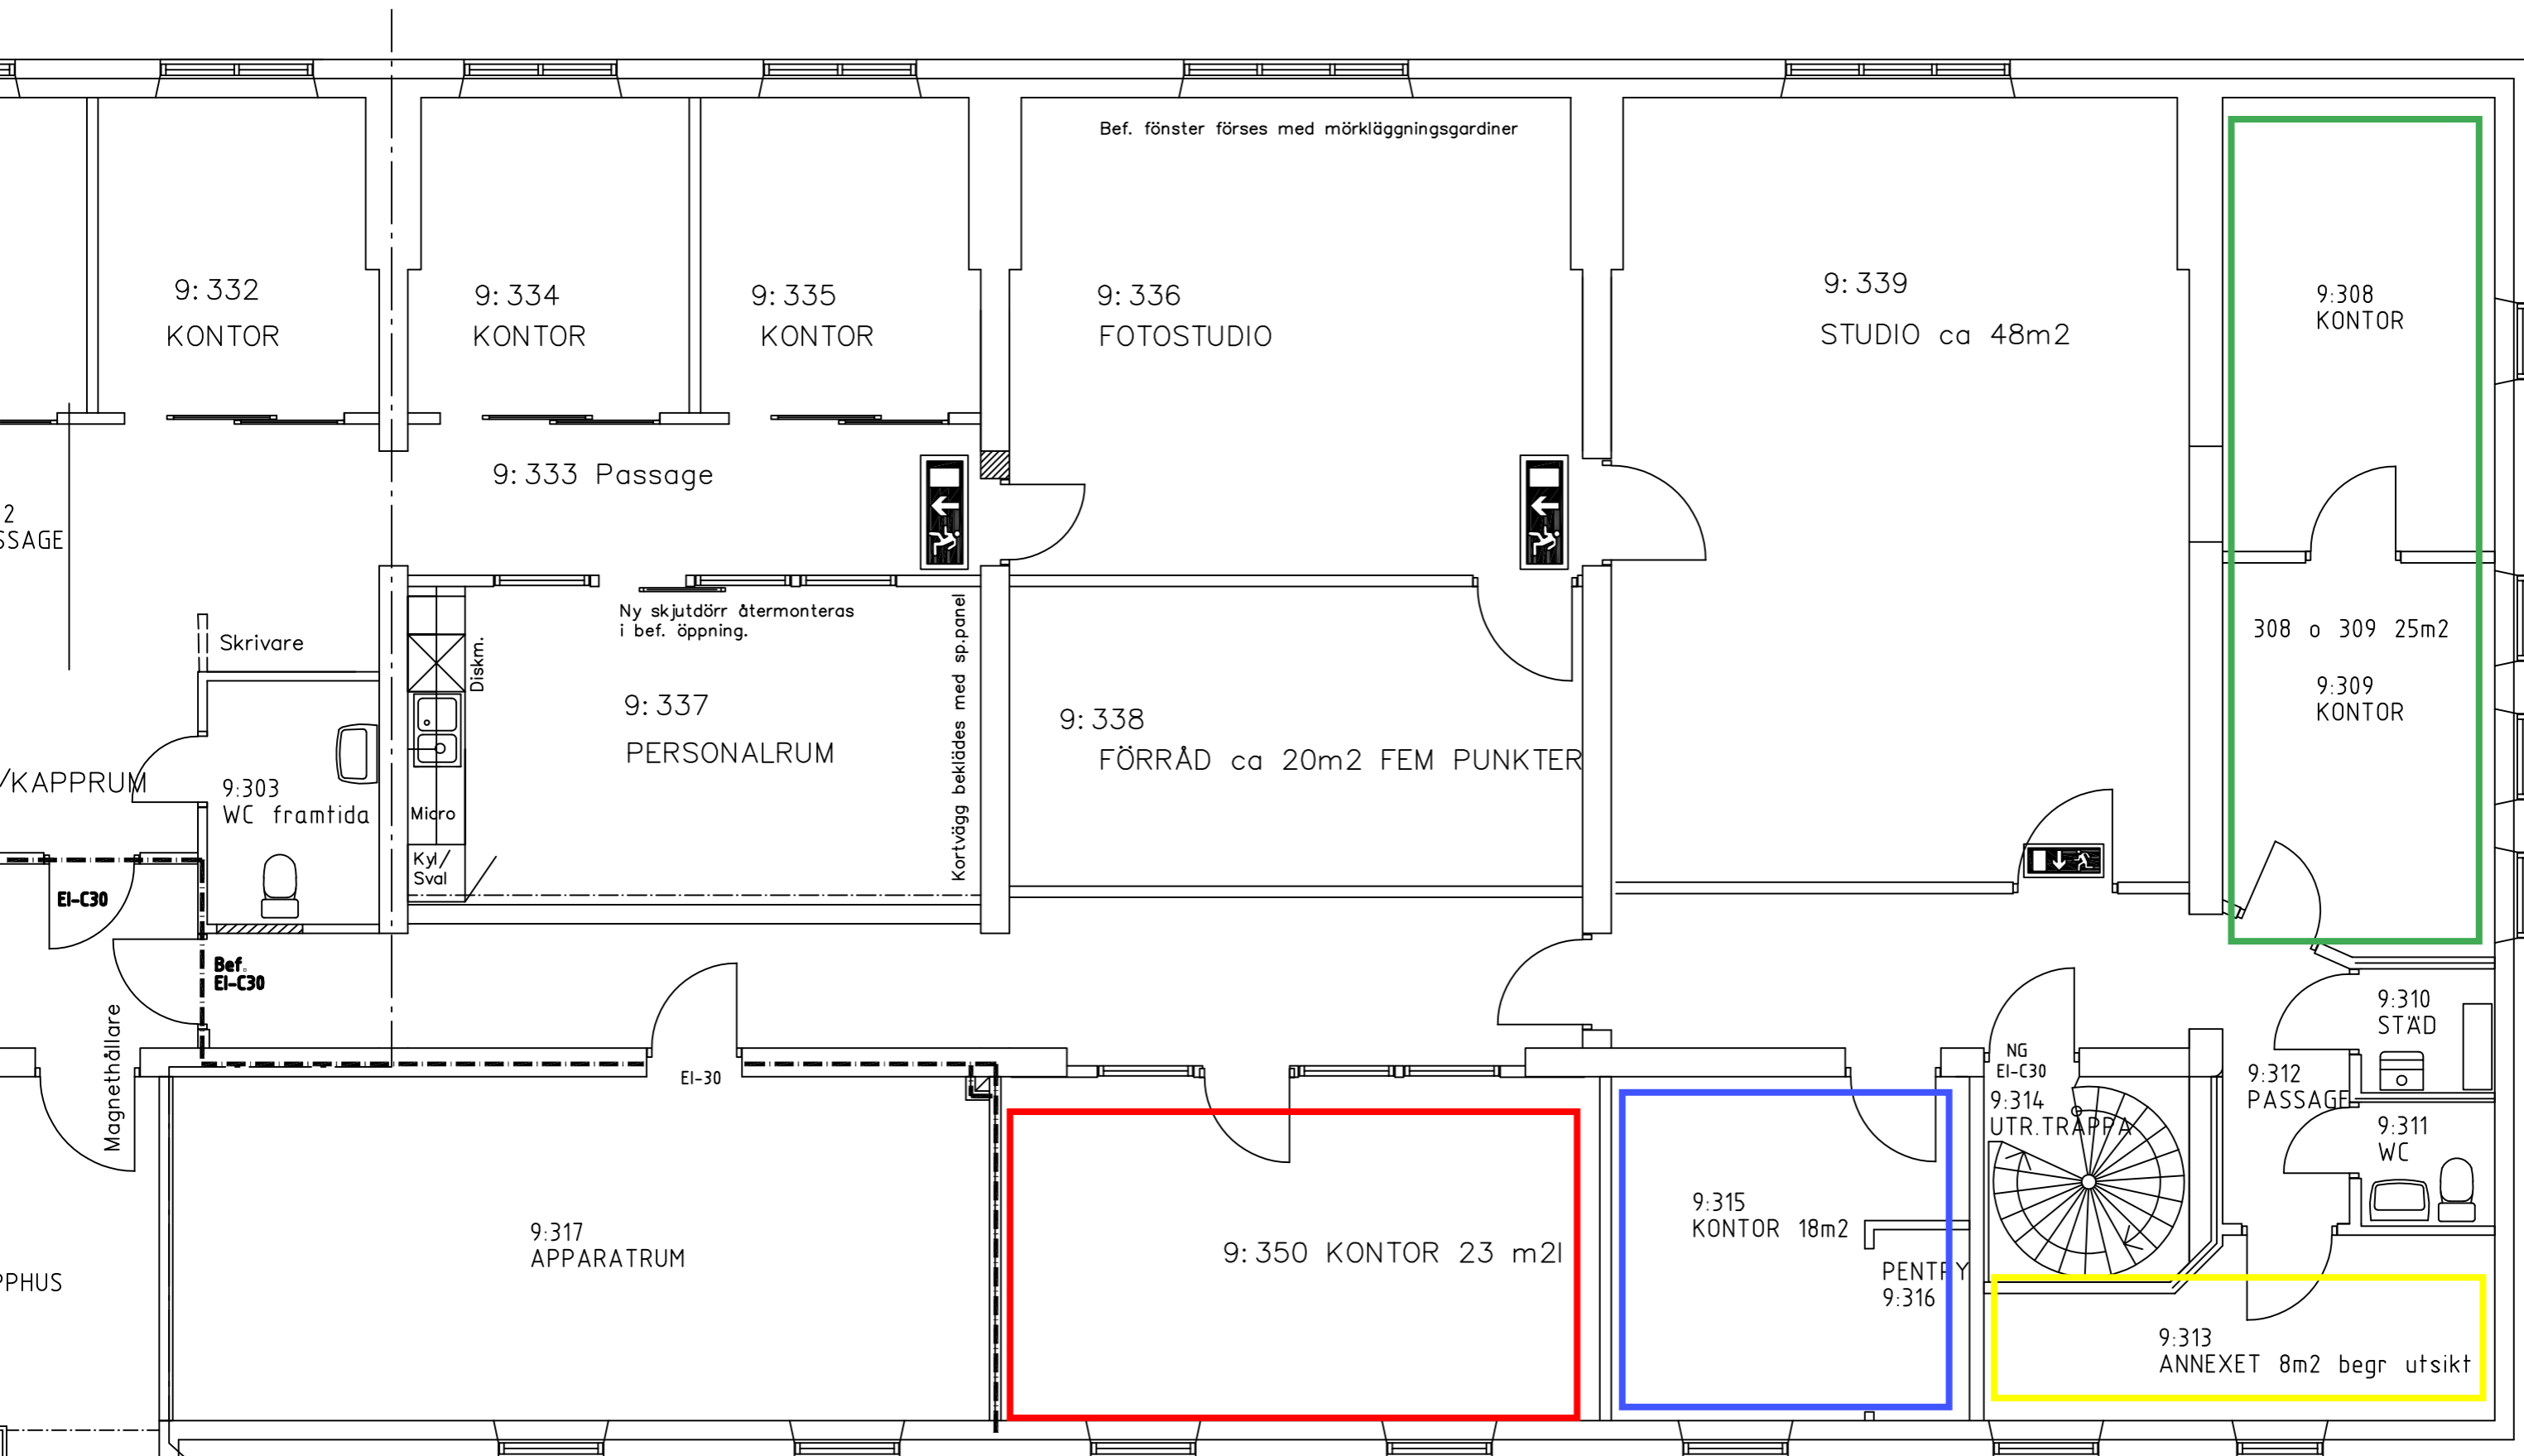 Bef. fönster förses med mörkläggningsgardiner
9:332
KONTOR
9:334
KONTOR
9:335
KONTOR
9:336
FOTOSTUDIO
9:339
STUDIO ca 48m2
9:308
KONTOR
9:333 Passage
2
SSAGE
Skrivare
Ny skjutdörr återmonteras
i bef. öppning.
Diskm.
Kortvägg beklädes med sp.panel
9:337
PERSONALRUM
9:338
FÖRRÅD ca 20m2 FEM PUNKTER
308 o 309 25m2
9:309
KONTOR
/KAPPRUM
9:303
WC framtida
Micro
Kyl/
Sval
EI-C30
Bef.
EI-C30
Magnethållare
EI-30
NG
EI-C30
9:314
UTR.TRAPPA
9:312
PASSAGE
9:310
STÄD
9:311
WC
9:317
APPARATRUM
9:350 KONTOR 23 m2l
9:315
KONTOR 18m2
PENTRY
9:316
9:313
ANNEXET 8m2 begr utsikt
PPHUS